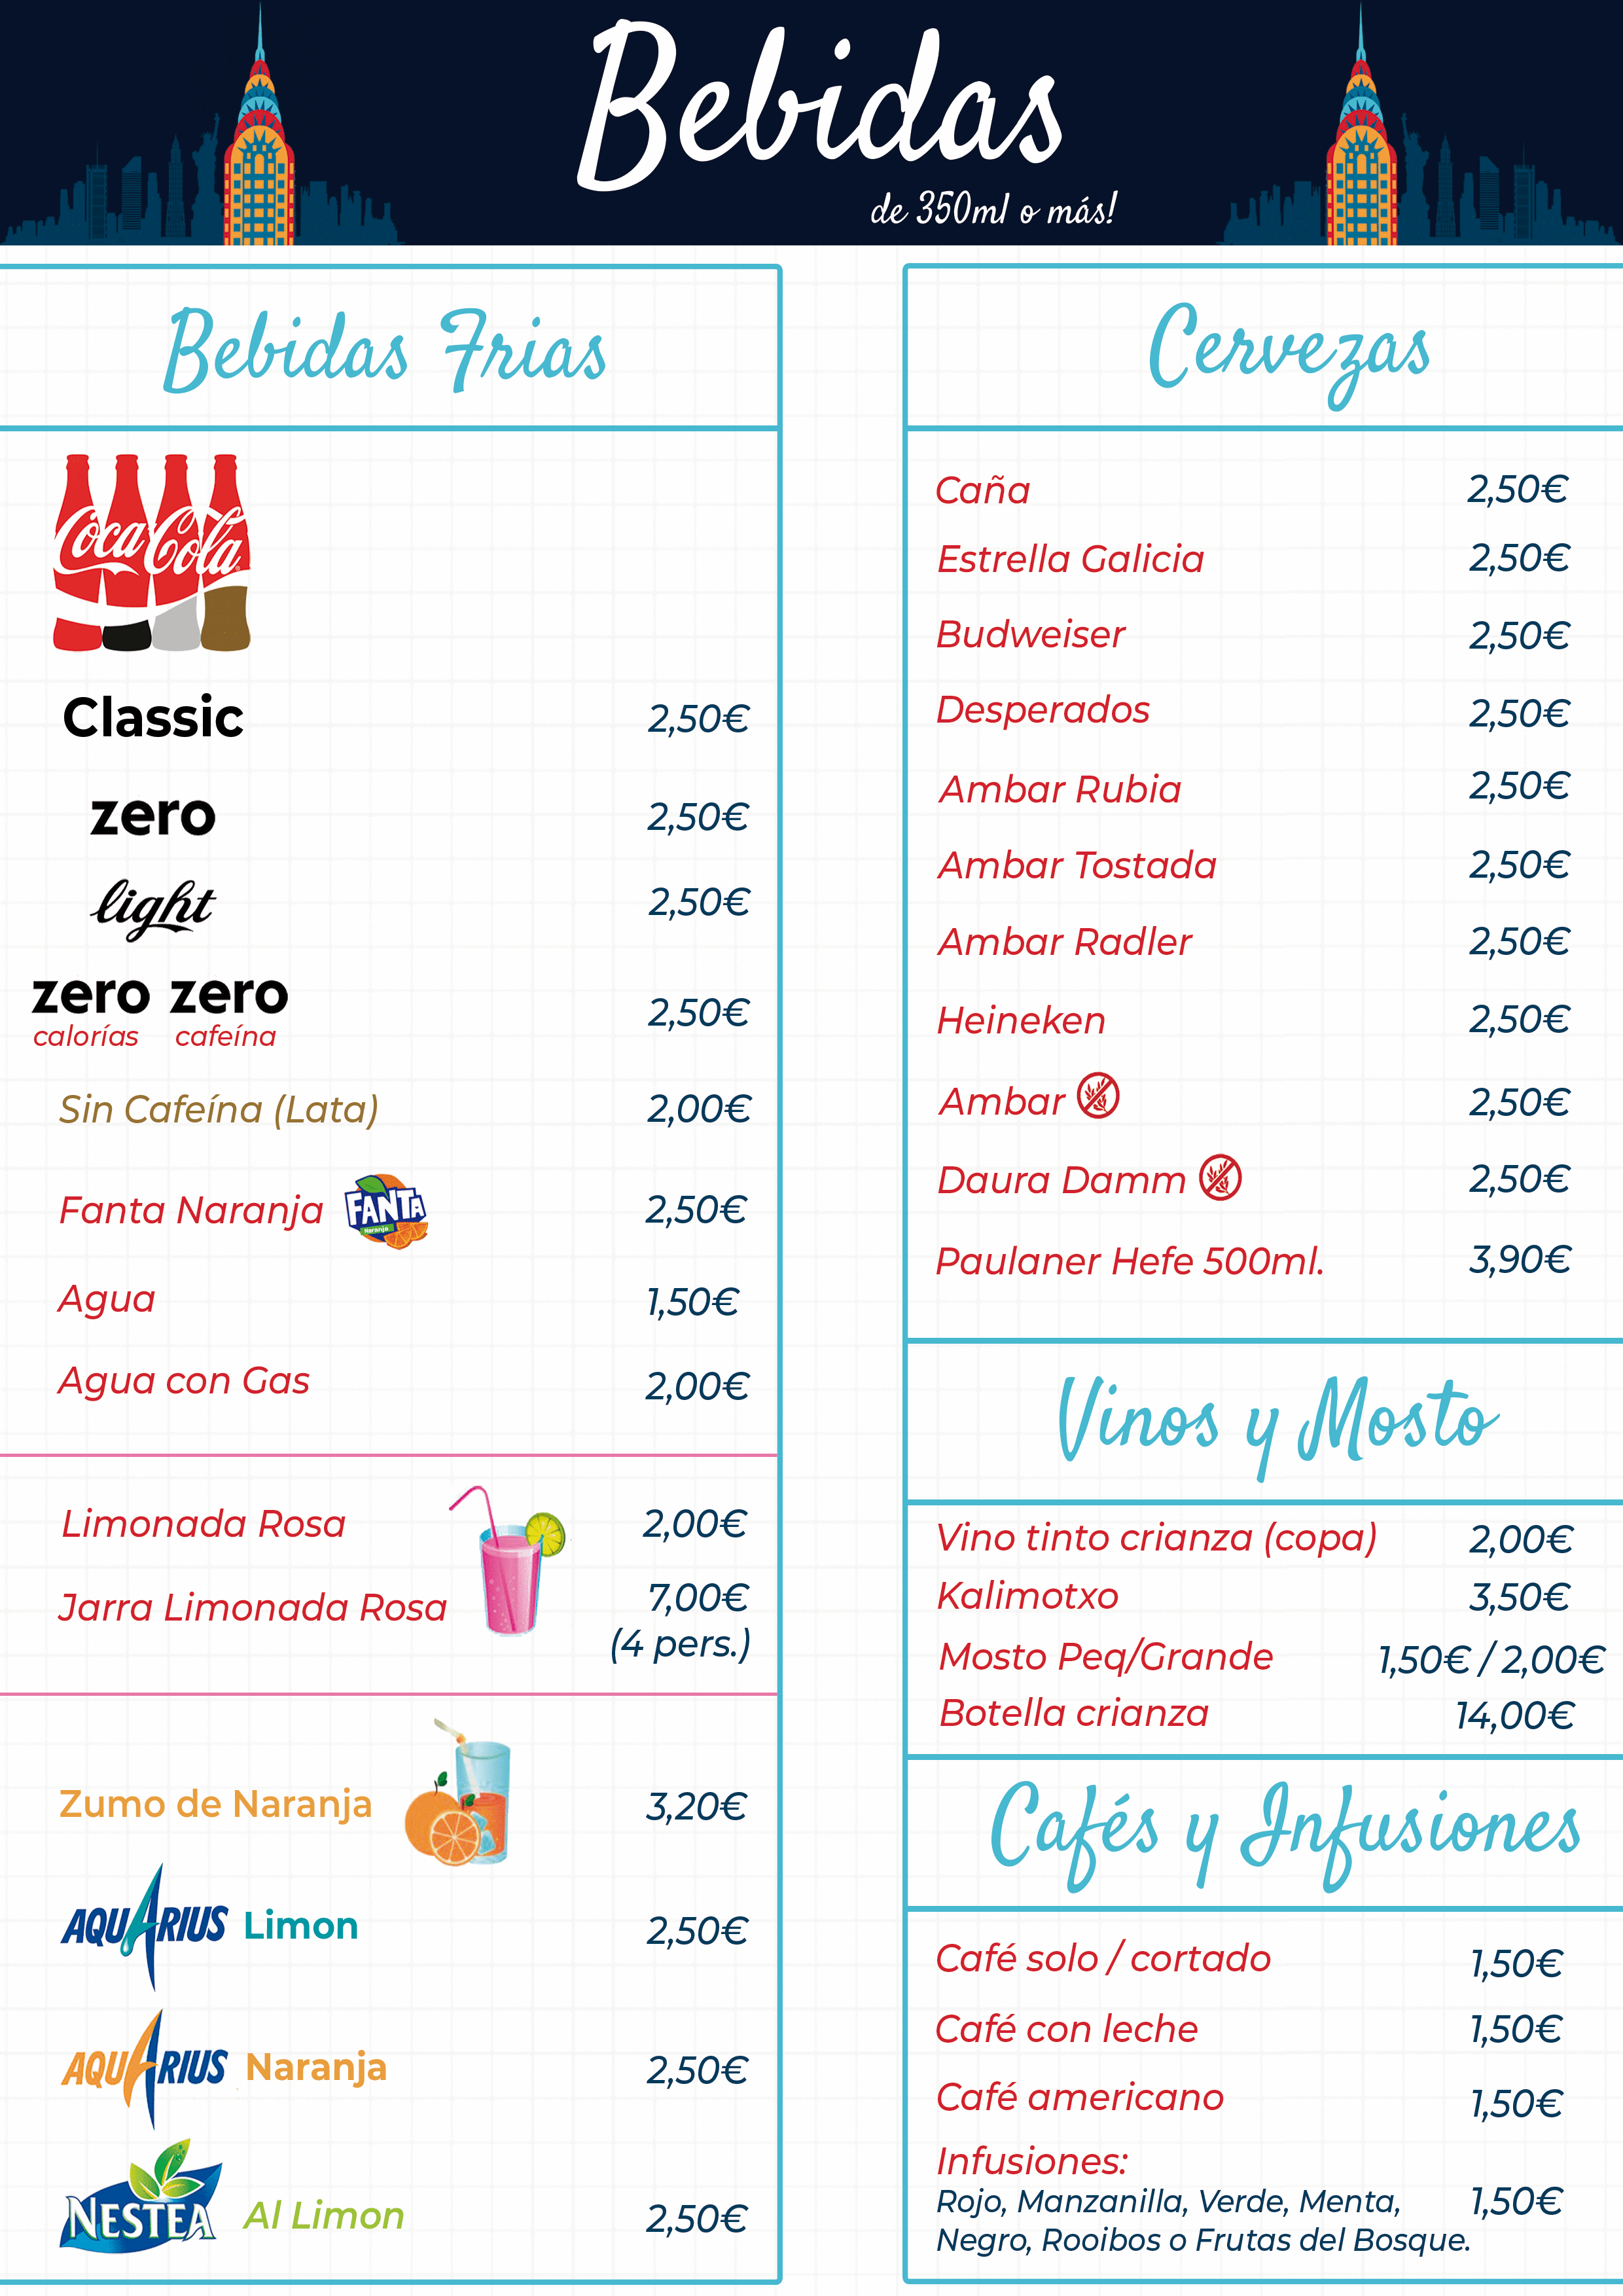 Bebidas
de 350ml o más!
Bebidas Frias
Coca Cola
Classic 2,50€
zero 2,50€
light 2,50€
zero zero 2,50€
calorías cafeína
Sin Cafeína (Lata) 2,00€
Fanta Naranja FANTA Naranja 2,50€
Agua 1,50€
Agua con Gas 2,00€
Limonada Rosa 2,00€
Jarra Limonada Rosa 7,00€
(4 pers.)
Zumo de Naranja 3,20€
AQUARIUS Limon 2,50€
AQUARIUS Naranja 2,50€
NESTEA Al Limon 2,50€
Cervezas
Caña 2,50€
Estrella Galicia 2,50€
Budweiser 2,50€
Desperados 2,50€
Ambar Rubia 2,50€
Ambar Tostada 2,50€
Ambar Radler 2,50€
Heineken 2,50€
Ambar 2,50€
Daura Damm 2,50€
Paulaner Hefe 500ml. 3,90€
Vinos y Mosto
Vino tinto crianza (copa) 2,00€
Kalimotxo 3,50€
Mosto Peq/Grande 1,50€ / 2,00€
Botella crianza 14,00€
Cafés y Infusiones
Café solo / cortado 1,50€
Café con leche 1,50€
Café americano 1,50€
Infusiones:
Rojo, Manzanilla, Verde, Menta, 1,50€
Negro, Rooibos o Frutas del Bosque.